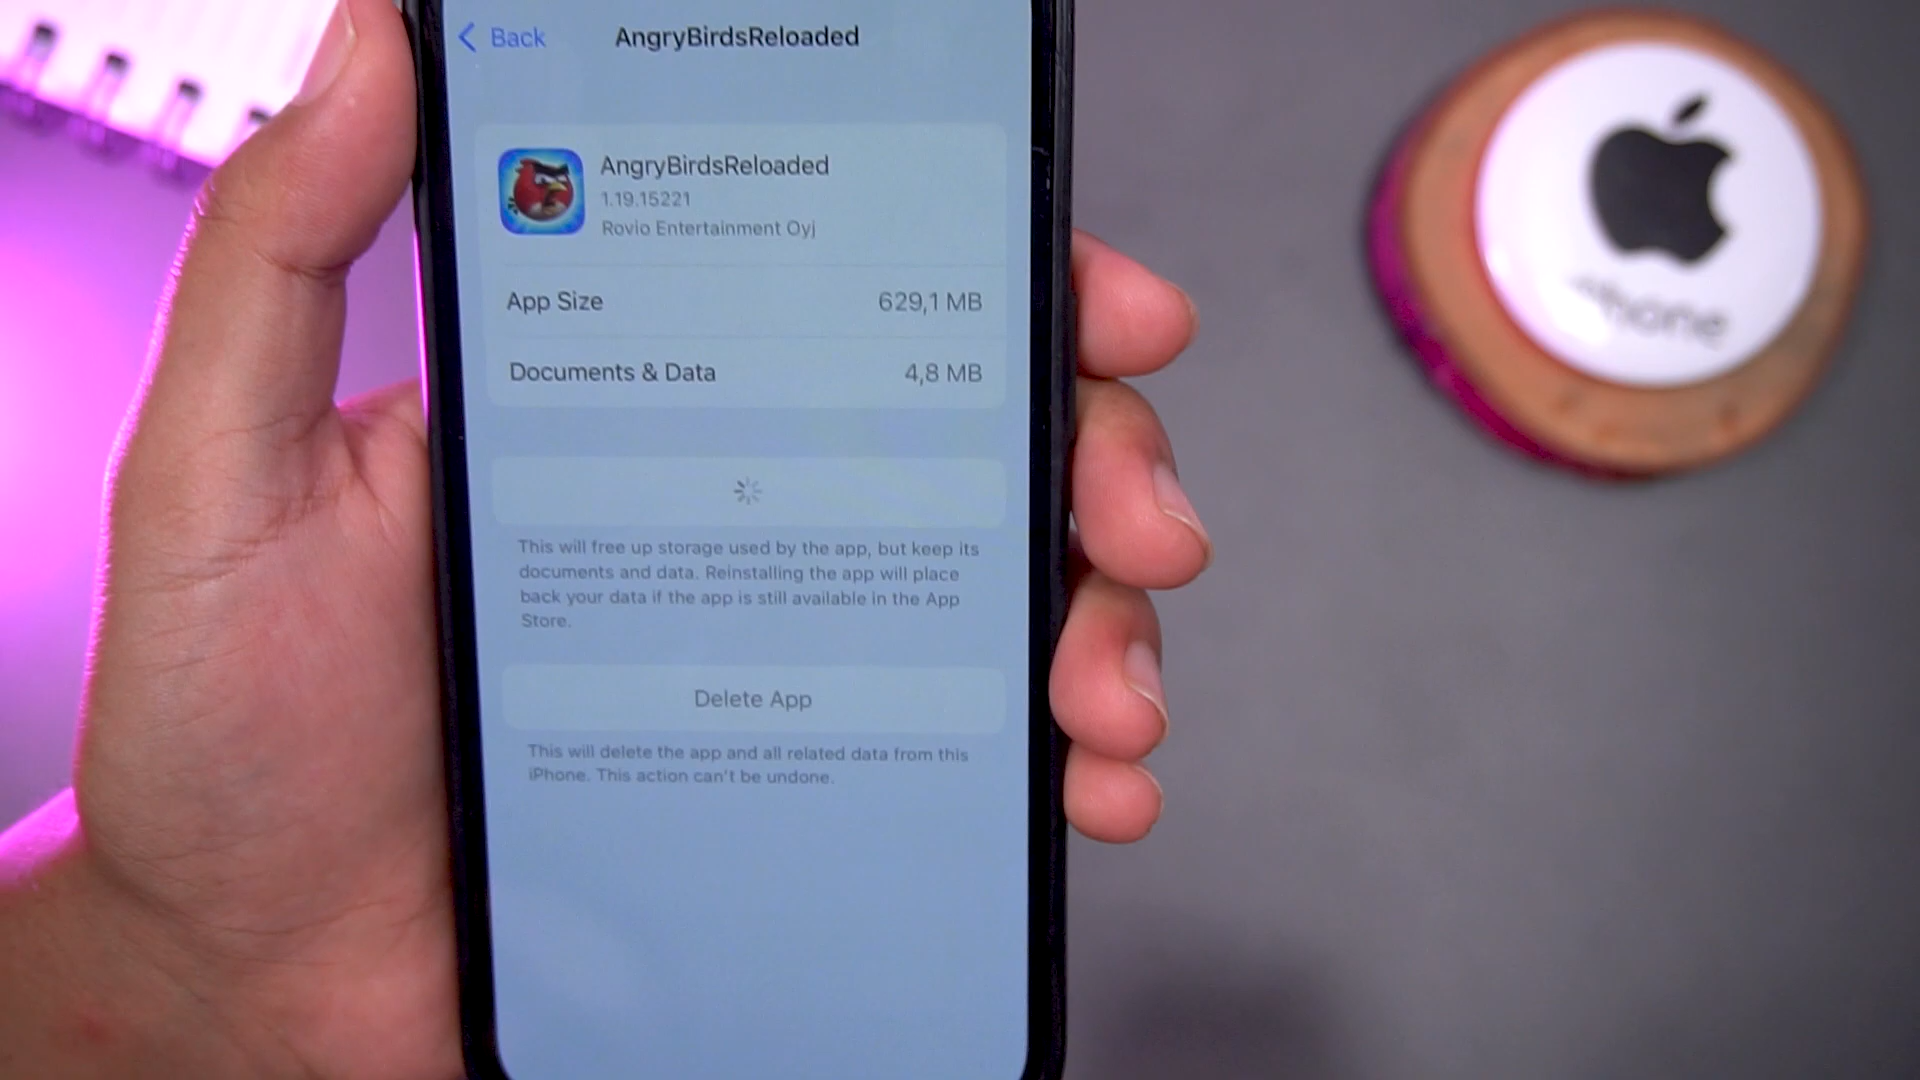 Back
AngryBirdsReloaded
AngryBirdsReloaded
1.19.15221
Rovio Entertainment Oyj
App Size
629,1 MB
Documents & Data
4,8 MB
This will free up storage used by the app, but keep its
documents and data. Reinstalling the app will place
back your data if the app is still available in the App
Store.
Delete App
This will delete the app and all related data from this
iPhone. This action can't be undone.